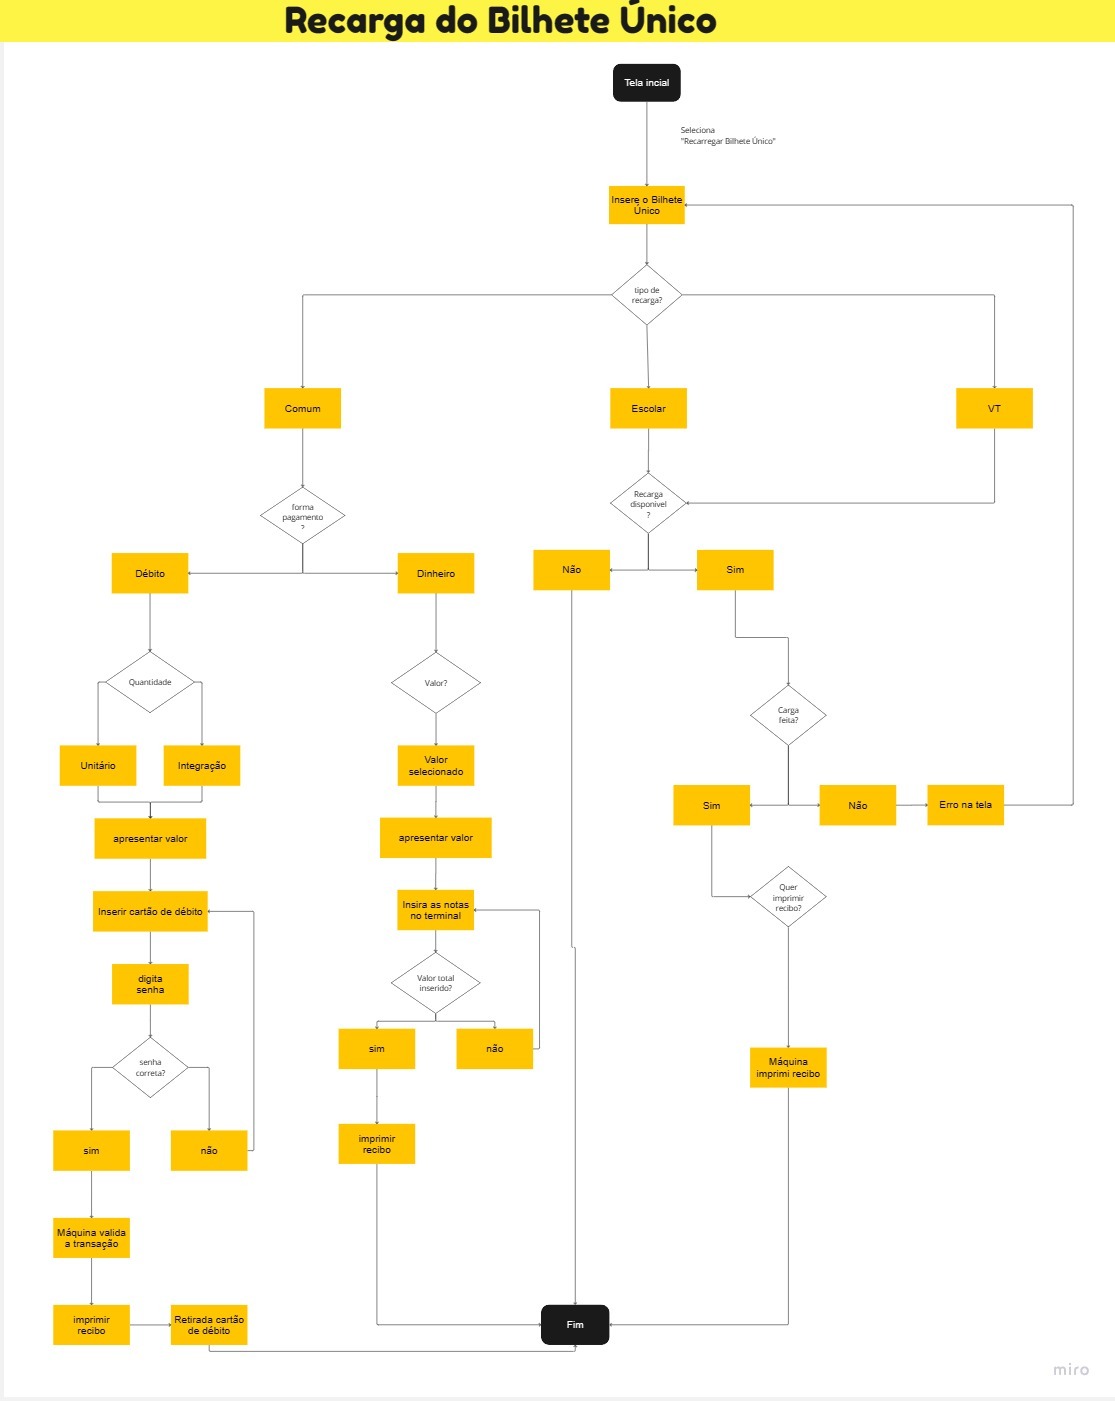 Recarga do Bilhete Único
Tela incial
Seleciona
"Recarregar Bilhete Único"
Insere o Bilhete
Único
tipo de
recarga?
Comum
Escolar
VT
forma
pagamento
?
Recarga
disponivel
?
Débito
Dinheiro
Não
Sim
Quantidade
Valor?
Carga
feita?
Unitário
Integração
Valor
selecionado
Sim
Não
Erro na tela
apresentar valor
apresentar valor
Quer
imprimir
recibo?
Inserir cartão de débito
Insira as notas
no terminal
digita
senha
Valor total
inserido?
sim
não
Máquina
imprimi recibo
senha
correta?
sim
não
imprimir
recibo
Máquina valida
a transação
imprimir
recibo
Retirada cartão
de débito
Fim
miro